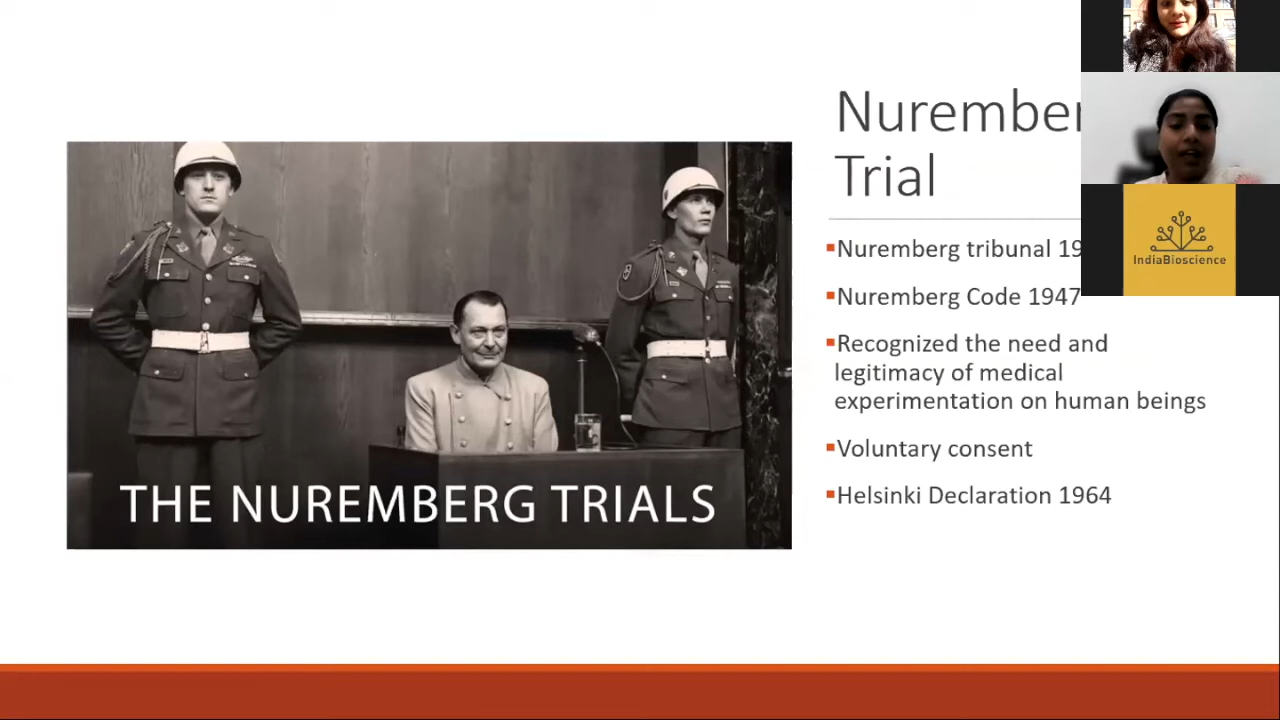 Nurember
Trial
Nuremberg tribunal 19
Nuremberg Code 1947
Recognized the need and
legitimacy of medical
experimentation on human beings
Voluntary consent
Helsinki Declaration 1964
THE NUREMBERG TRIALS
IndiaBioscience